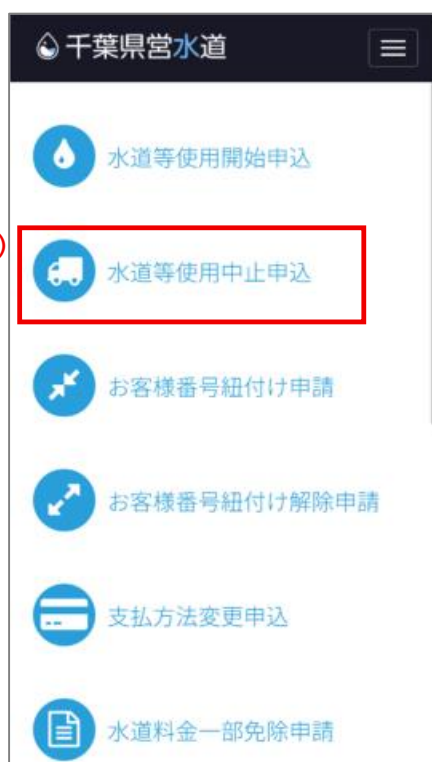 千葉県営水道
水道等使用開始申込
水道等使用中止申込
お客様番号紐付け申請
お客様番号紐付け解除申請
支払方法変更申込
水道料金一部免除申請